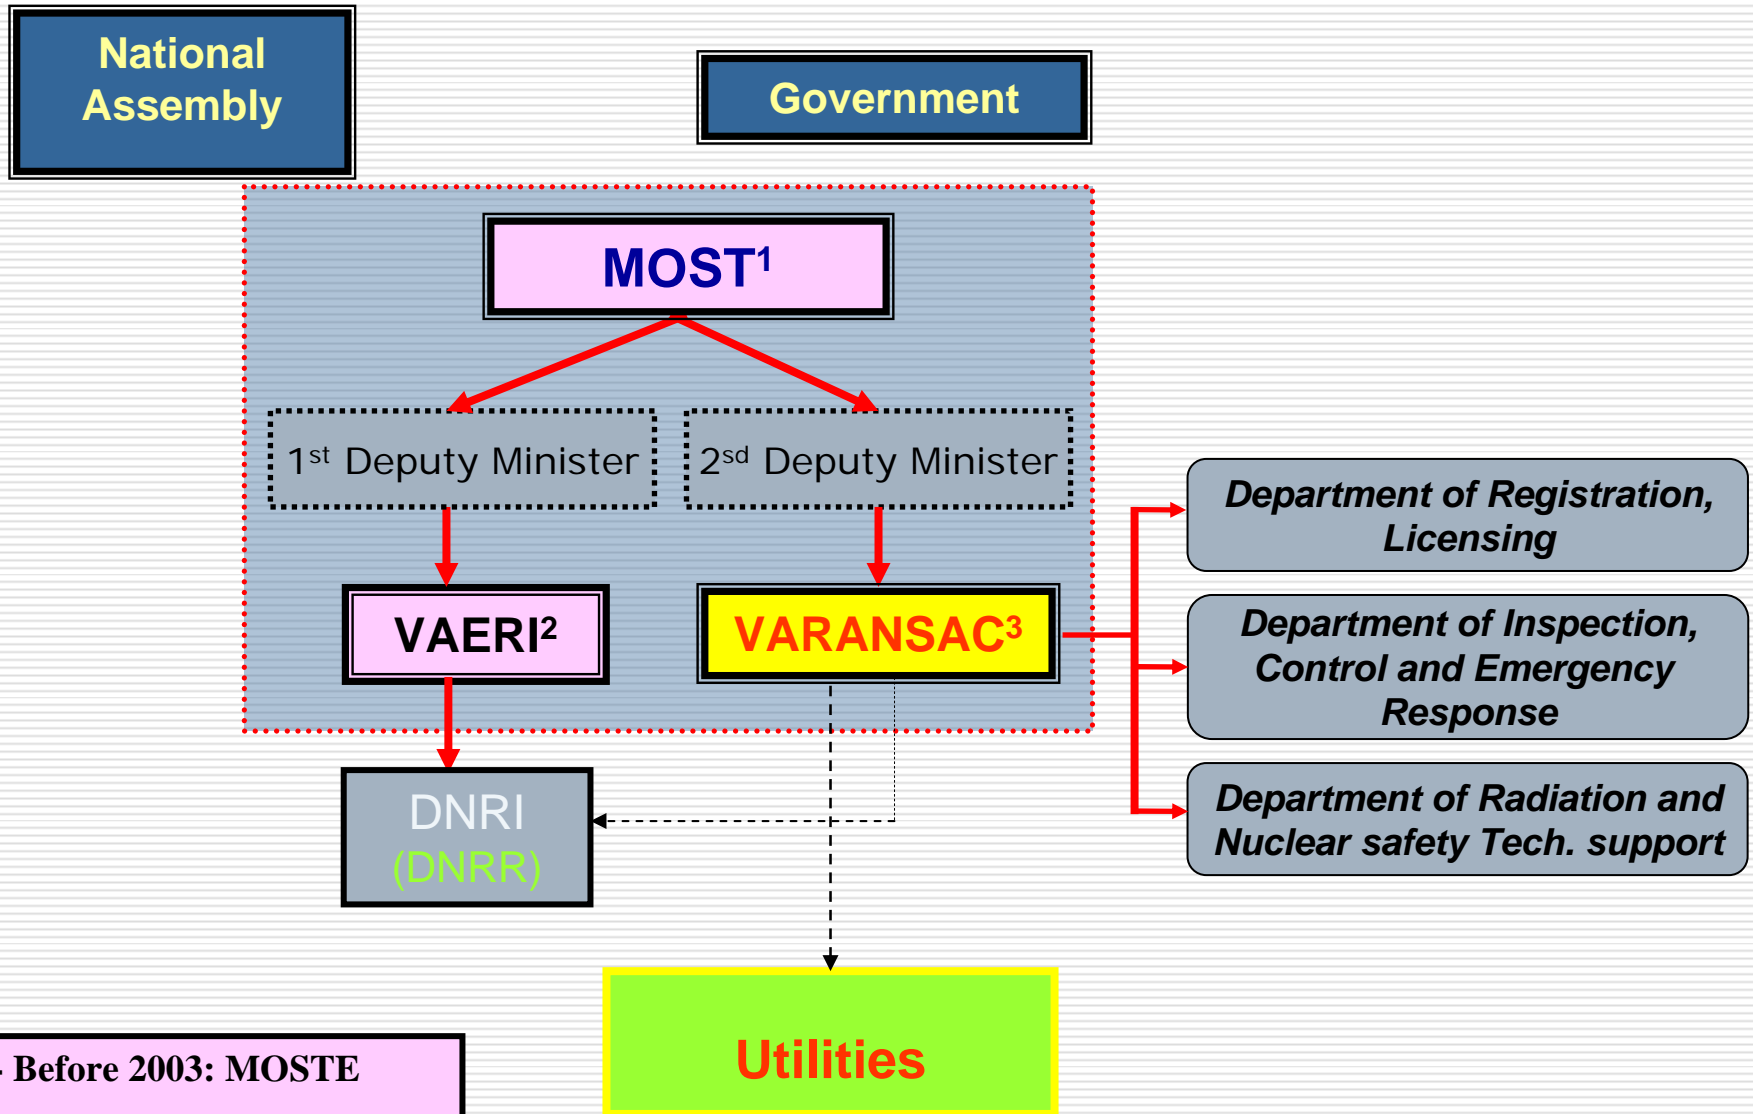 National
Assembly
Government
MOST¹
1st Deputy Minister
2sd Deputy Minister
VAERI²
VARANSAC³
Department of Registration,
Licensing
Department of Inspection,
Control and Emergency
Response
Department of Radiation and
Nuclear safety Tech. support
DNRI
(DNRR)
Utilities
- Before 2003: MOSTE